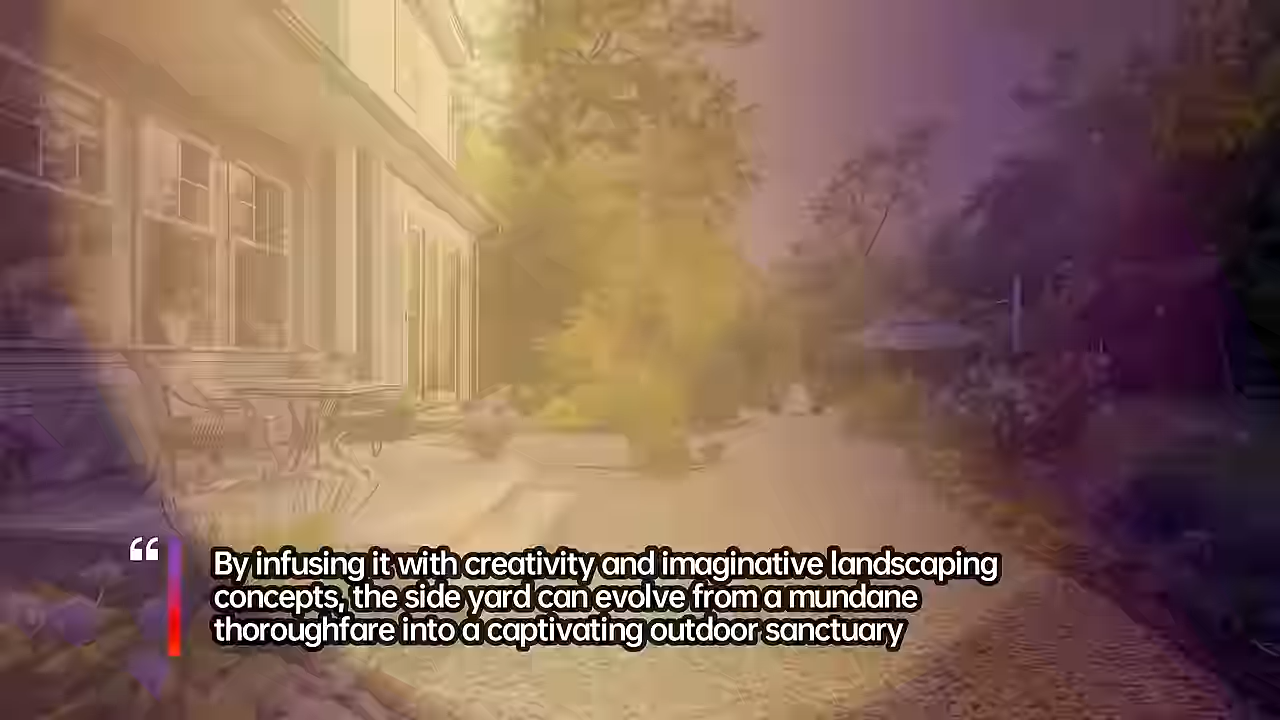 “
By infusing it with creativity and imaginative landscaping
concepts, the side yard can evolve from a mundane
thoroughfare into a captivating outdoor sanctuary